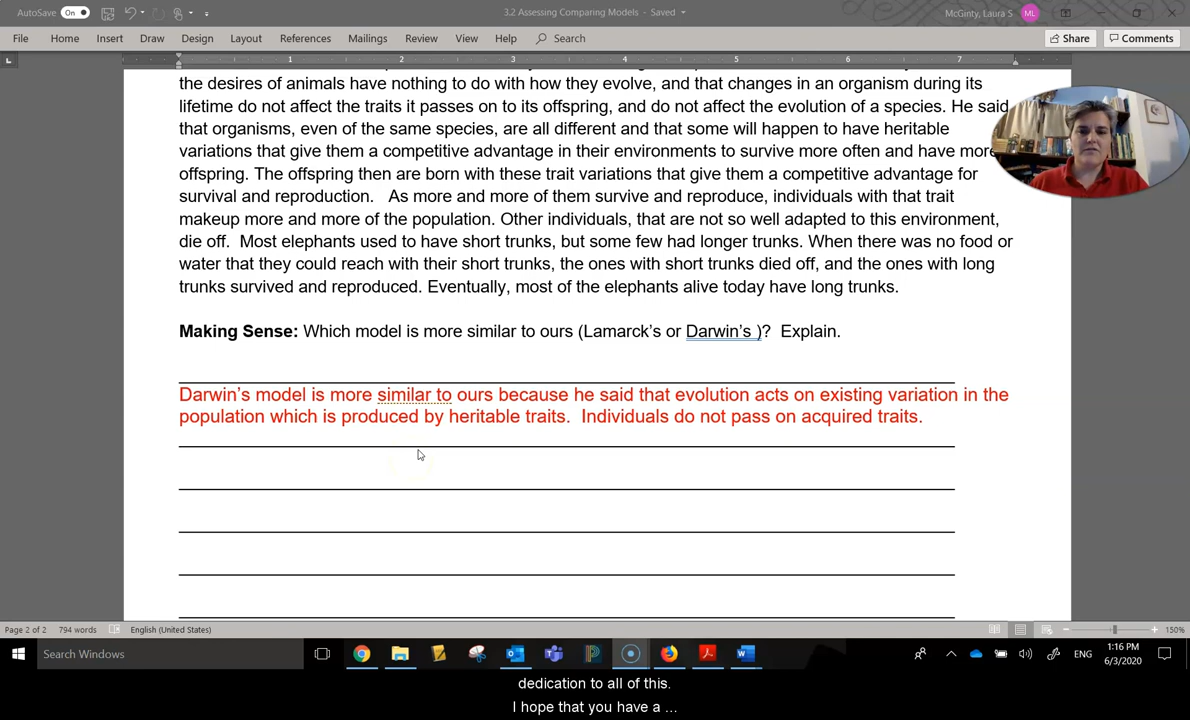 AutoSave On 3.2 Assessing Comparing Models - Saved McGinty, Laura S ML
File Home Insert Draw Design Layout References Mailings Review View Help Search Share Comments
1 2 3 4 5 6 7
the desires of animals have nothing to do with how they evolve, and that changes in an organism during its
lifetime do not affect the traits it passes on to its offspring, and do not affect the evolution of a species. He said
that organisms, even of the same species, are all different and that some will happen to have heritable
variations that give them a competitive advantage in their environments to survive more often and have more
offspring. The offspring then are born with these trait variations that give them a competitive advantage for
survival and reproduction. As more and more of them survive and reproduce, individuals with that trait
makeup more and more of the population. Other individuals, that are not so well adapted to this environment,
die off. Most elephants used to have short trunks, but some few had longer trunks. When there was no food or
water that they could reach with their short trunks, the ones with short trunks died off, and the ones with long
trunks survived and reproduced. Eventually, most of the elephants alive today have long trunks.
Making Sense: Which model is more similar to ours (Lamarck's or Darwin's )? Explain.
Darwin's model is more similar to ours because he said that evolution acts on existing variation in the
population which is produced by heritable traits. Individuals do not pass on acquired traits.
Page 2 of 2 794 words English (United States) 150%
Search Windows ENG 1:16 PM
6/3/2020
dedication to all of this.
I hope that you have a ...